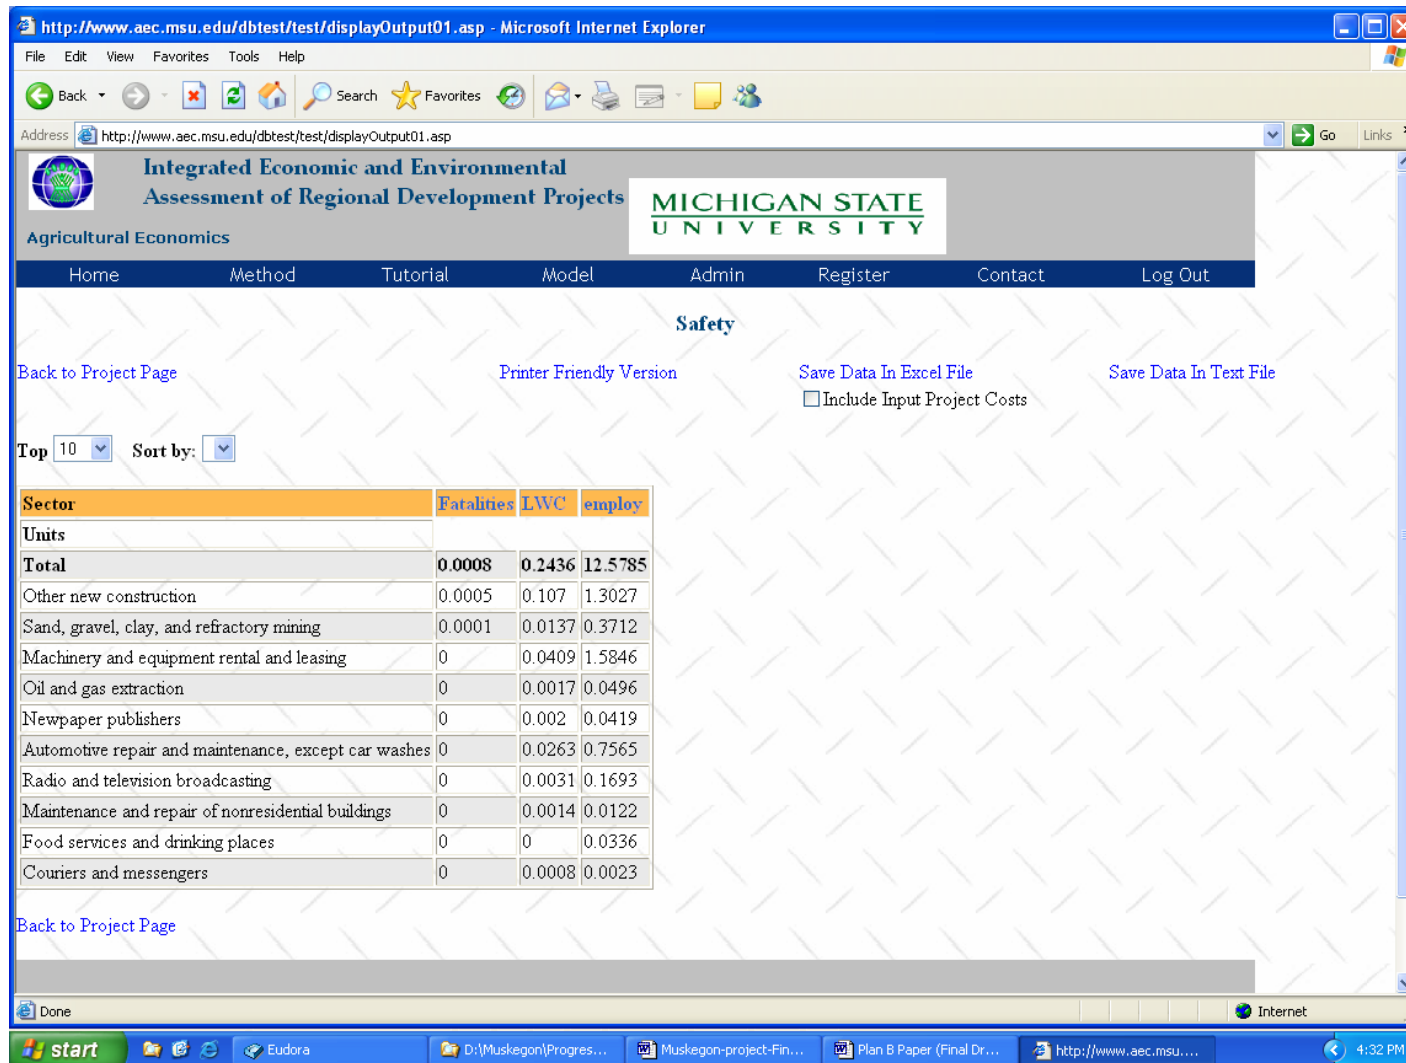 http://www.aec.msu.edu/dbtest/test/displayOutput01.asp - Microsoft Internet Explorer
File Edit View Favorites Tools Help
Back Search Favorites
Address http://www.aec.msu.edu/dbtest/test/displayOutput01.asp Go Links
Integrated Economic and Environmental
Assessment of Regional Development Projects
MICHIGAN STATE
UNIVERSITY
Agricultural Economics
Home Method Tutorial Model Admin Register Contact Log Out
Safety
Back to Project Page Printer Friendly Version Save Data In Excel File Save Data In Text File
Include Input Project Costs
Top 10 Sort by:
Sector Fatalities LWC employ
Units
Total 0.0008 0.2436 12.5785
Other new construction 0.0005 0.107 1.3027
Sand, gravel, clay, and refractory mining 0.0001 0.0137 0.3712
Machinery and equipment rental and leasing 0 0.0409 1.5846
Oil and gas extraction 0 0.0017 0.0496
Newpaper publishers 0 0.002 0.0419
Automotive repair and maintenance, except car washes 0 0.0263 0.7565
Radio and television broadcasting 0 0.0031 0.1693
Maintenance and repair of nonresidential buildings 0 0.0014 0.0122
Food services and drinking places 0 0 0.0336
Couriers and messengers 0 0.0008 0.0023
Back to Project Page
Done Internet
start Eudora D:\Muskegon\Progres... Muskegon-project-Fin... Plan B Paper (Final Dr... http://www.aec.msu.... 4:32 PM